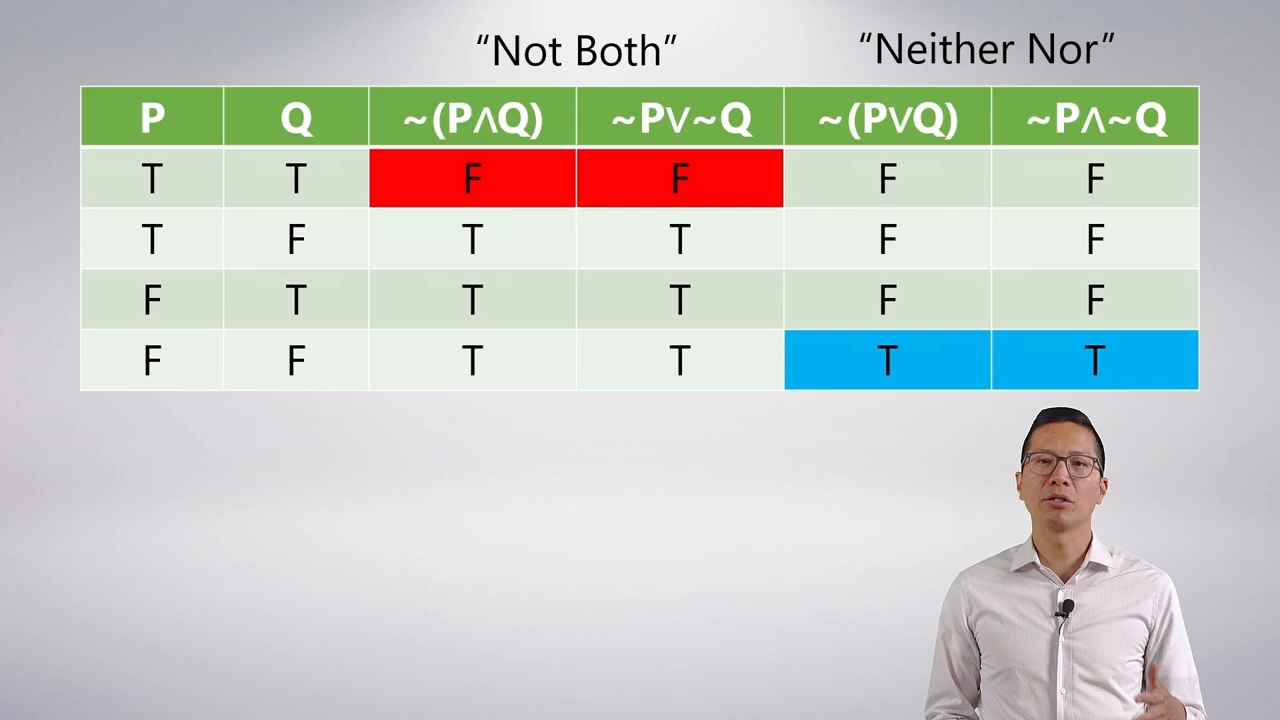 “Not Both” “Neither Nor”
P Q ~(P∧Q) ~P∨~Q ~(P∨Q) ~P∧~Q
T T F F F F
T F T T F F
F T T T F F
F F T T T T